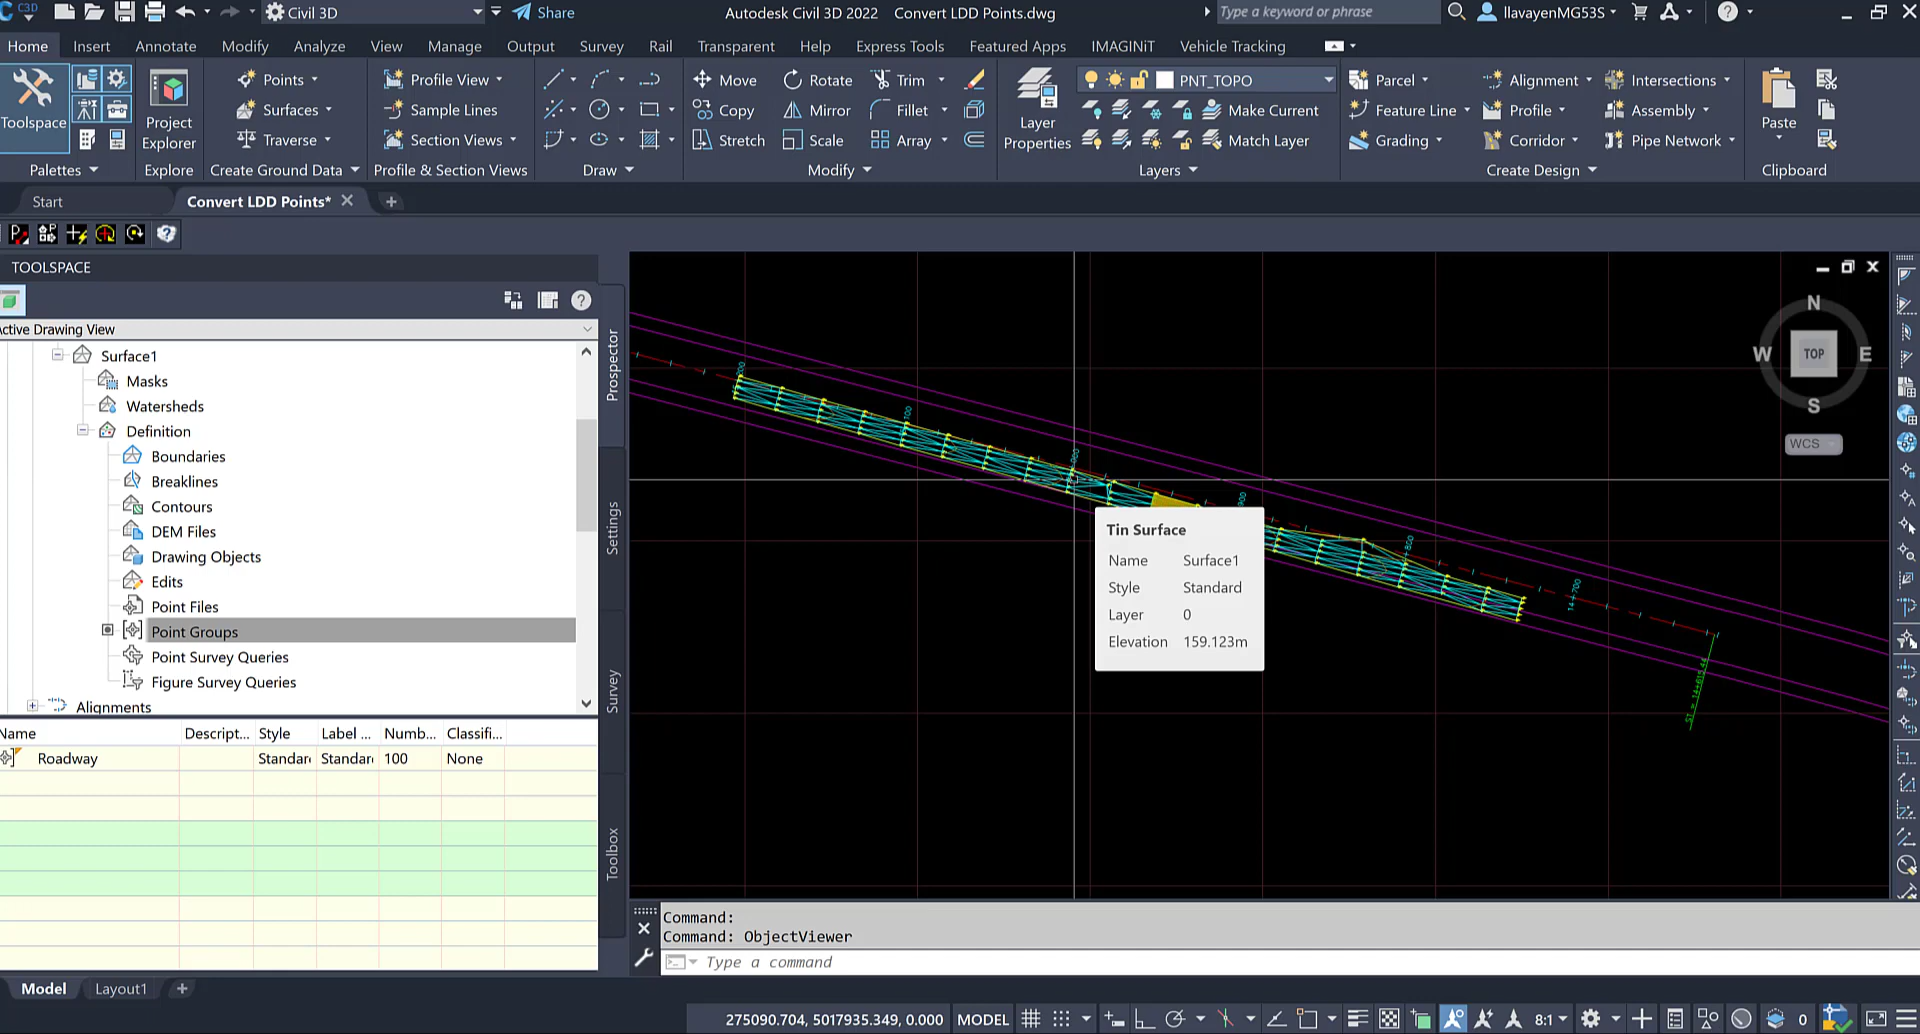 C3D
Civil 3D
Share
Autodesk Civil 3D 2022 Convert LDD Points.dwg
Type a keyword or phrase
llavayenMG53S
Home Insert Annotate Modify Analyze View Manage Output Survey Rail Transparent Help Express Tools Featured Apps IMAGINiT Vehicle Tracking
Toolspace
Palettes
Project
Explorer
Explore
Points
Surfaces
Traverse
Create Ground Data
Profile View
Sample Lines
Section Views
Profile & Section Views
Draw
Move
Copy
Stretch
Rotate
Mirror
Scale
Trim
Fillet
Array
Modify
Layer
Properties
PNT_TOPO
Make Current
Match Layer
Layers
Parcel
Feature Line
Grading
Alignment
Profile
Corridor
Intersections
Assembly
Pipe Network
Create Design
Paste
Clipboard
Start
Convert LDD Points*
TOOLSPACE
Active Drawing View
Surface1
Masks
Watersheds
Definition
Boundaries
Breaklines
Contours
DEM Files
Drawing Objects
Edits
Point Files
Point Groups
Point Survey Queries
Figure Survey Queries
Alignments
Prospector
Settings
Survey
Toolbox
Name Descript... Style Label ... Numb... Classifi...
Roadway Standard Standard 100 None
N
W TOP E
S
WCS
Tin Surface
Name Surface1
Style Standard
Layer 0
Elevation 159.123m
14+700
Command:
Command: ObjectViewer
Type a command
Model Layout1
275090.704, 5017935.349, 0.000 MODEL 8:1 0